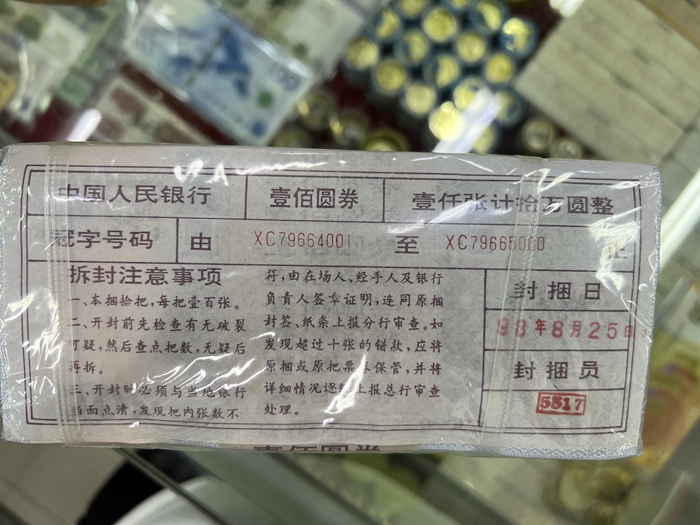 中国人民银行 壹佰圆券 壹仟张计拾万圆整
冠字号码 由 XC79664001 至 XC79665000 止
拆封注意事项
一、本捆拾把,每把壹百张。
二、开封前先检查有无破裂
可疑,然后查点把数,无疑后
再拆。
三、开封时必须与当地银行
当面点清,发现把内张数不
符,由在场人、经手人及银行
负责人签章证明,连同原捆
封签、纸条上报分行审查。如
发现超过十张的错款,应将
原捆或原把票币保管,并将
详细情况逐级上报总行审查
处理。
封捆日
98年8月25日
封捆员
5517
壹佰圆券